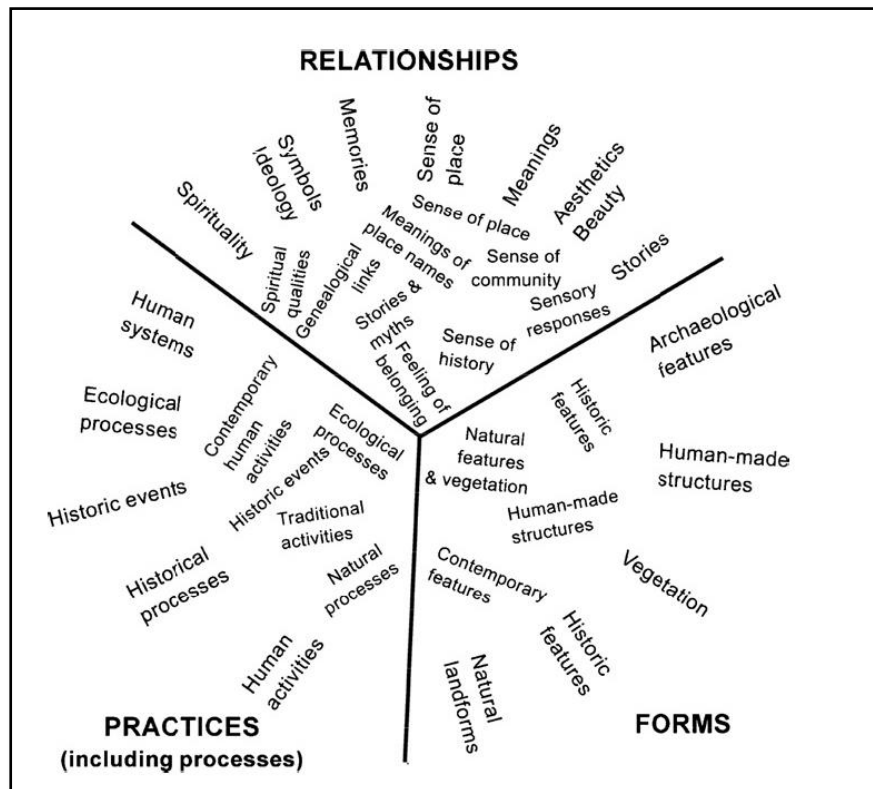 RELATIONSHIPS
Spirituality
Symbols
Ideology
Memories
Sense of
place
Meanings
Aesthetics
Beauty
Stories
Spiritual
qualities
Genealogical
links
Meanings of
place names
Sense of place
Sense of
community
Sensory
responses
Stories &
myths
Sense of
history
Feeling of
belonging
Human
systems
Ecological
processes
Historic events
Historical
processes
Human
activities
Contemporary
human
activities
Ecological
processes
Historic events
Traditional
activities
Natural
processes
PRACTICES
(including processes)
Archaeological
features
Historic
features
Natural
features
& vegetation
Human-made
structures
Human-made
structures
Contemporary
features
Vegetation
Historic
features
Natural
landforms
FORMS